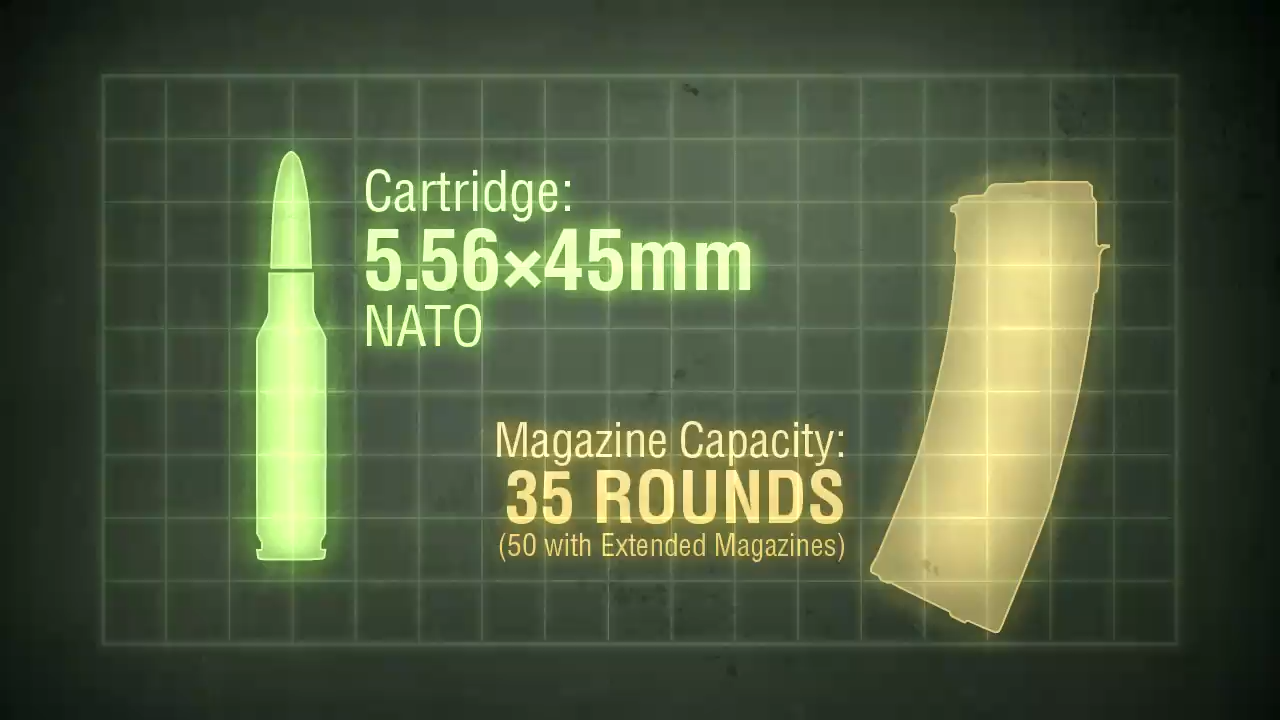 Cartridge:
5.56×45mm
NATO
Magazine Capacity:
35 ROUNDS
(50 with Extended Magazines)